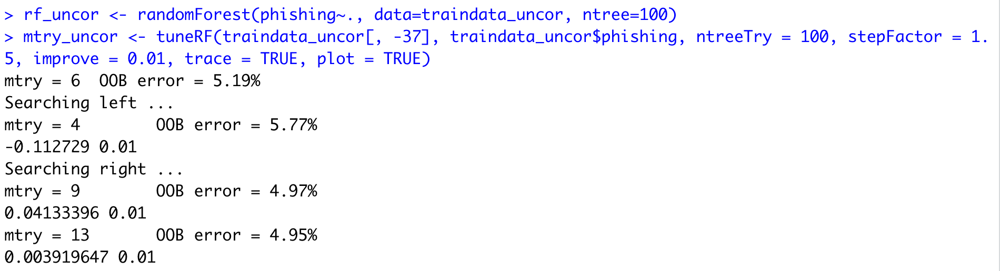 > rf_uncor <- randomForest(phishing~., data=traindata_uncor, ntree=100)
> mtry_uncor <- tuneRF(traindata_uncor[, -37], traindata_uncor$phishing, ntreeTry = 100, stepFactor = 1.
5, improve = 0.01, trace = TRUE, plot = TRUE)
mtry = 6  OOB error = 5.19%
Searching left ...
mtry = 4        OOB error = 5.77%
-0.112729 0.01
Searching right ...
mtry = 9        OOB error = 4.97%
0.04133396 0.01
mtry = 13       OOB error = 4.95%
0.003919647 0.01